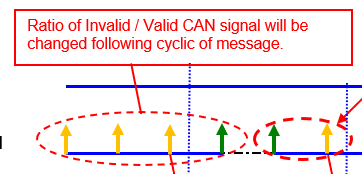 Ratio of Invalid / Valid CAN signal will be
changed following cyclic of message.